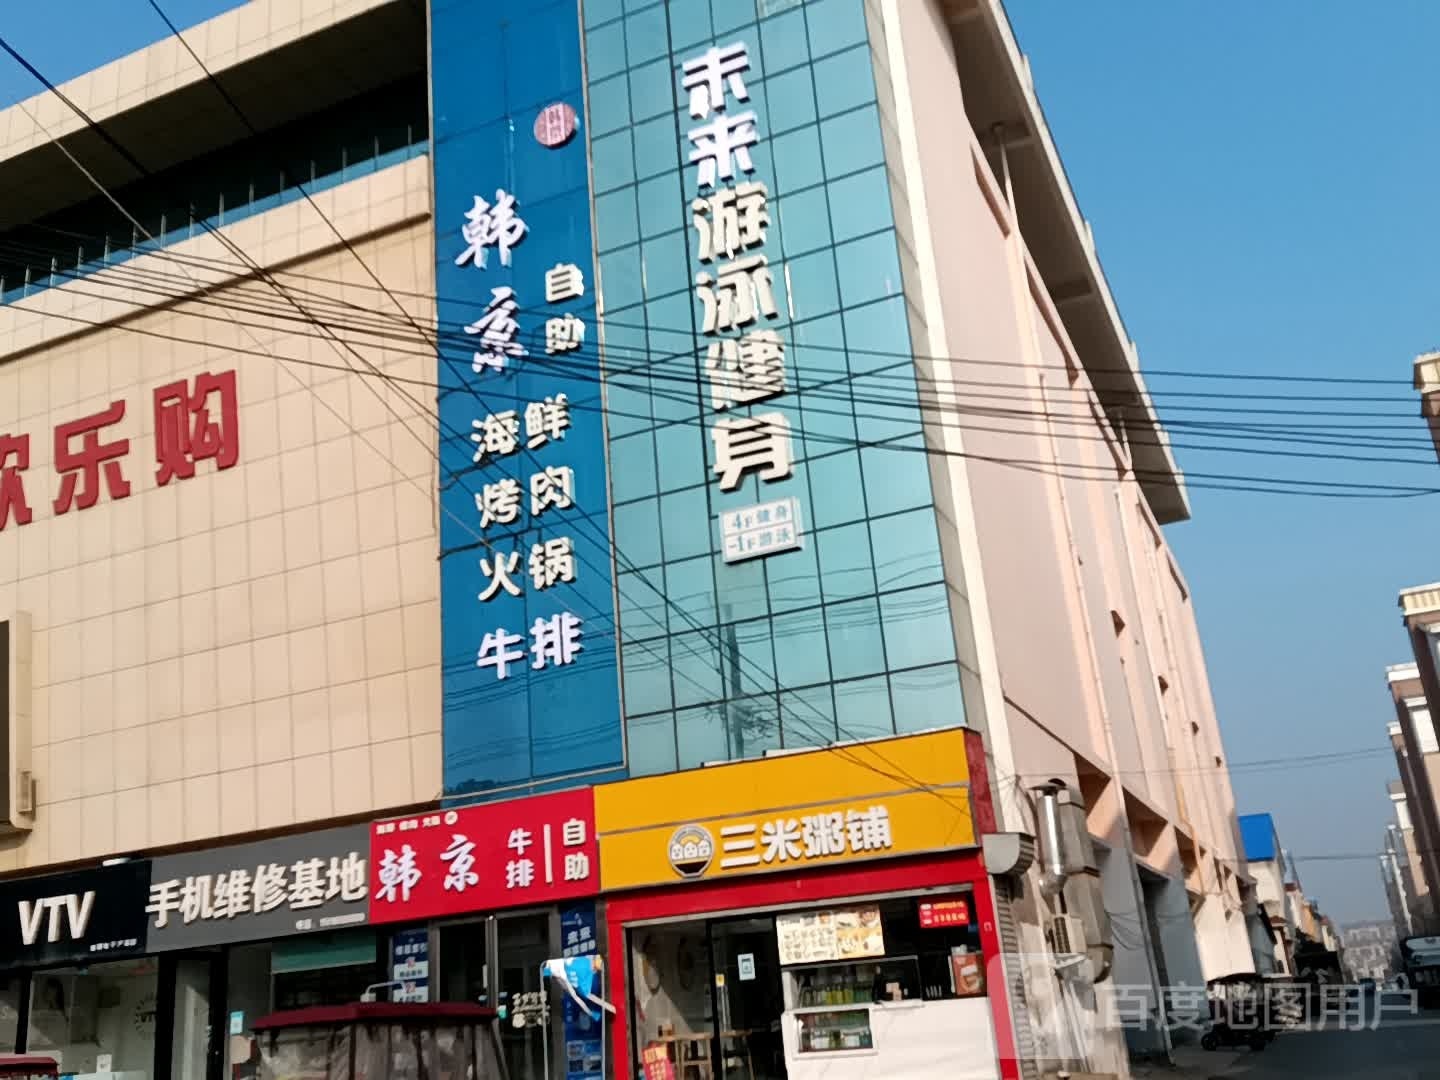 未来游泳健身
4F健身
-1F游泳
韩京
自助
海鲜
烤肉
火锅
牛排
欢乐购
VTV
手机维修基地
韩京
牛排
自助
三米粥铺
百度地图用户